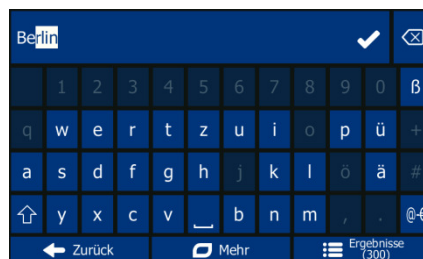 Berlin
1 2 3 4 5 6 7 8 9 0 ß
q w e r t z u i o p ü +
a s d f g h j k l ö ä #
y x c v b n m , . @-€
Zurück Mehr Ergebnisse
(300)